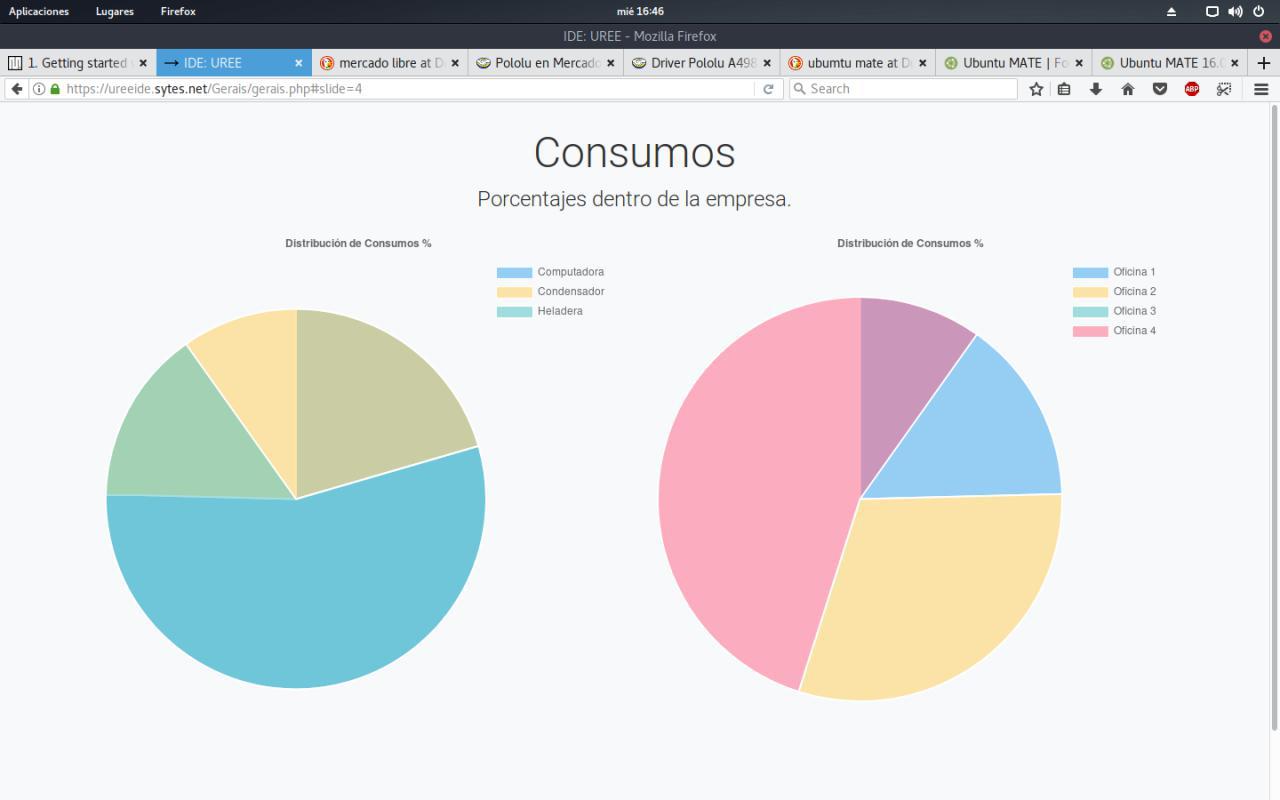 Aplicaciones Lugares Firefox mié 16:46
IDE: UREE - Mozilla Firefox
1. Getting started IDE: UREE mercado libre at D Pololu en Mercado Driver Pololu A498 ubumtu mate at D Ubuntu MATE | Fo Ubuntu MATE 16.0
https://ureeide.sytes.net/Gerais/gerais.php#slide=4 Search ABP
Consumos
Porcentajes dentro de la empresa.
Distribución de Consumos %
Computadora
Condensador
Heladera
Distribución de Consumos %
Oficina 1
Oficina 2
Oficina 3
Oficina 4